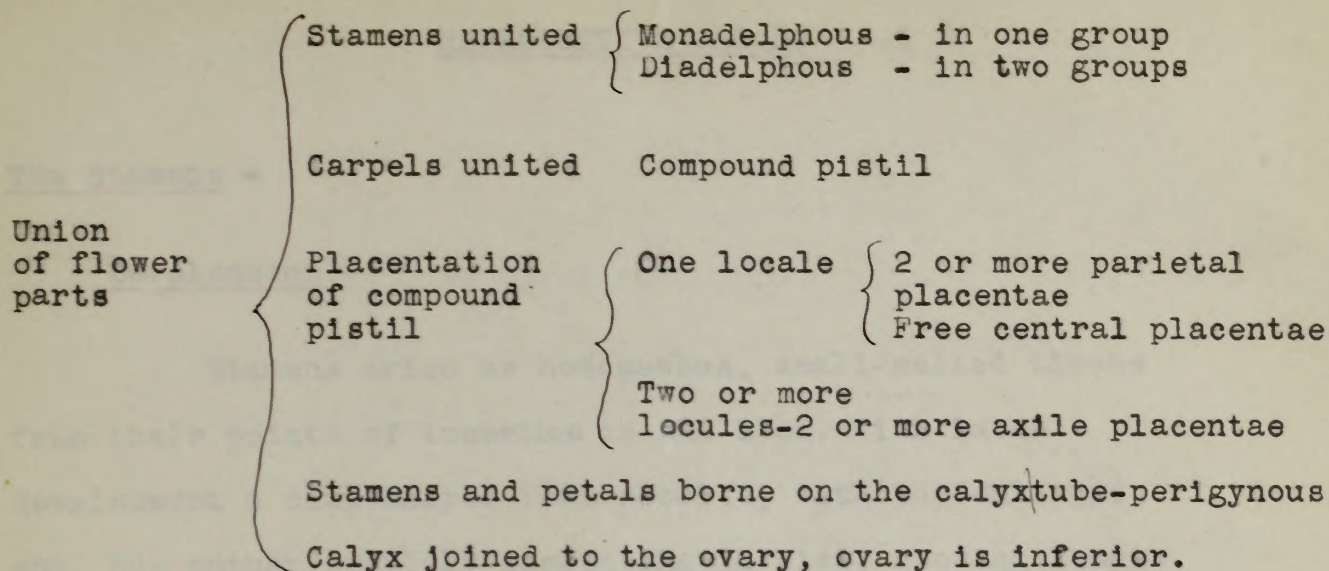 Stamens united Monadelphous - in one group
Diadelphous - in two groups
Carpels united Compound pistil
Union
of flower
parts
Placentation
of compound
pistil
One locale
2 or more parietal
placentae
Free central placentae
Two or more
locules-2 or more axile placentae
Stamens and petals borne on the calyxtube-perigynous
Calyx joined to the ovary, ovary is inferior.